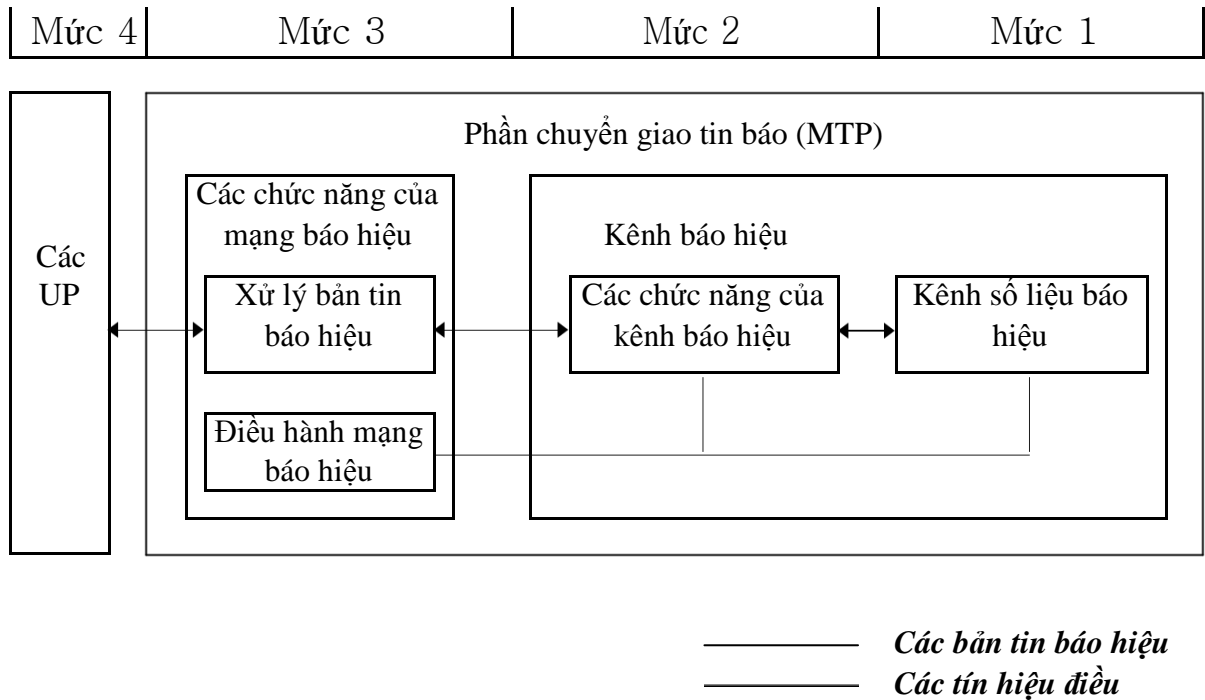 Mức 4 Mức 3 Mức 2 Mức 1
Phần chuyển giao tin báo (MTP)
Các chức năng của
mạng báo hiệu
Kênh báo hiệu
Các
UP
Xử lý bản tin
báo hiệu
Các chức năng của
kênh báo hiệu
Kênh số liệu báo
hiệu
Điều hành mạng
báo hiệu
Các bản tin báo hiệu
Các tín hiệu điều